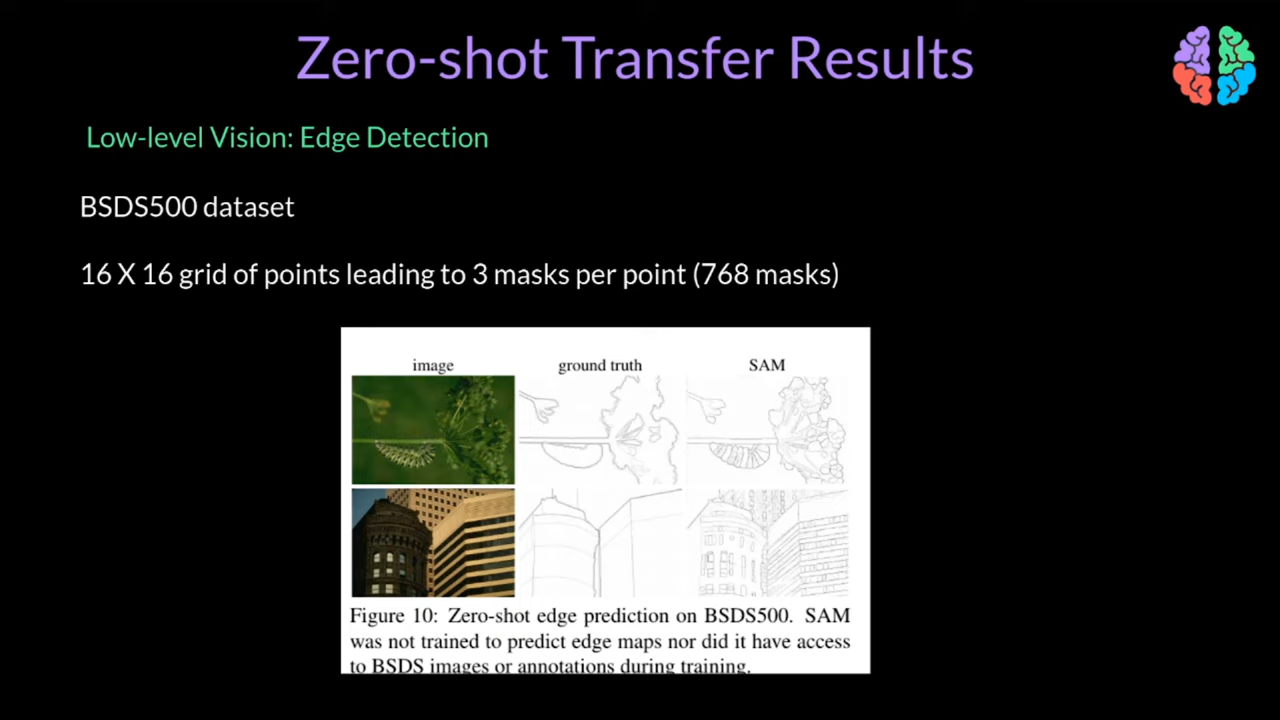 Zero-shot Transfer Results
Low-level Vision: Edge Detection
BSDS500 dataset
16 X 16 grid of points leading to 3 masks per point (768 masks)
image ground truth SAM
Figure 10: Zero-shot edge prediction on BSDS500. SAM
was not trained to predict edge maps nor did it have access
to BSDS images or annotations during training.